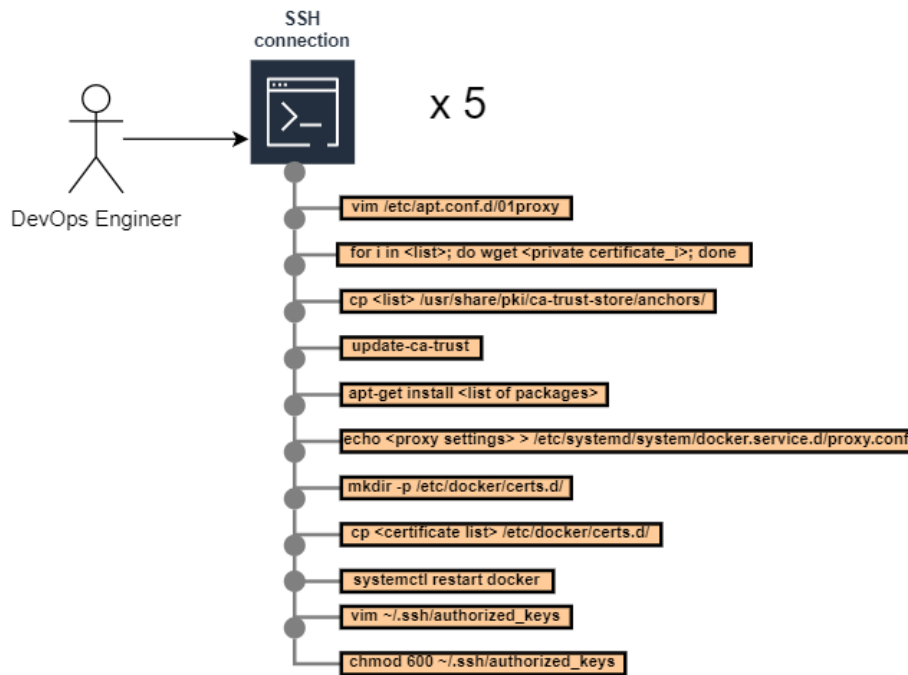 SSH
connection
x 5
DevOps Engineer
vim /etc/apt.conf.d/01proxy
for i in <list>; do wget <private certificate_i>; done
cp <list> /usr/share/pki/ca-trust-store/anchors/
update-ca-trust
apt-get install <list of packages>
echo <proxy settings> > /etc/systemd/system/docker.service.d/proxy.conf
mkdir -p /etc/docker/certs.d/
cp <certificate list> /etc/docker/certs.d/
systemctl restart docker
vim ~/.ssh/authorized_keys
chmod 600 ~/.ssh/authorized_keys